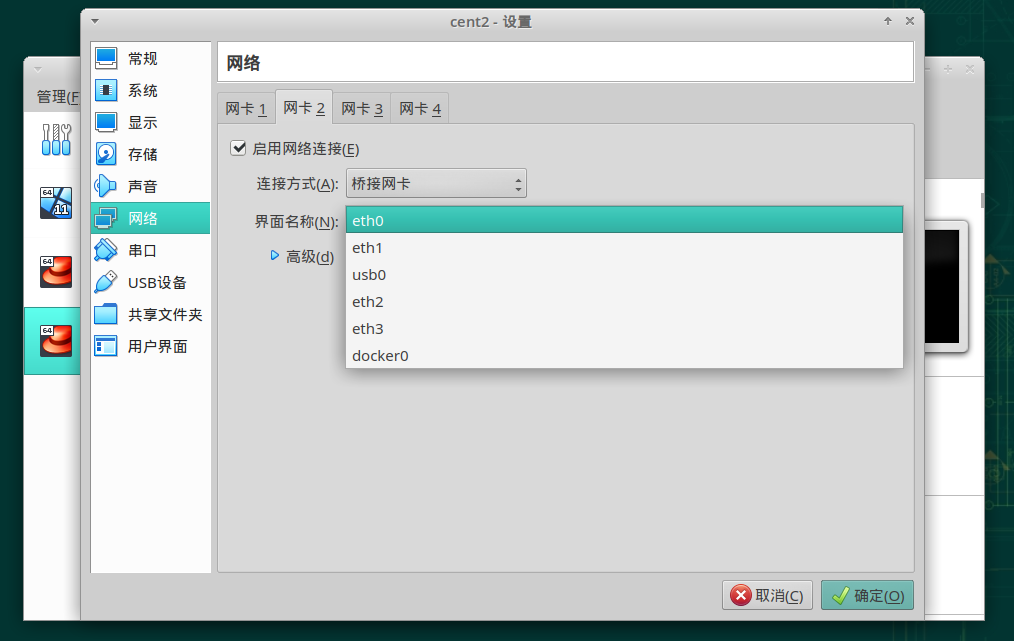 cent2 - 设置
管理(F
常规
系统
显示
存储
声音
网络
串口
USB设备
共享文件夹
用户界面
64
11
64
64
网络
网卡 1
网卡 2
网卡 3
网卡 4
启用网络连接(E)
连接方式(A):
桥接网卡
界面名称(N):
eth0
eth1
usb0
eth2
eth3
docker0
高级(d)
取消(C)
确定(O)